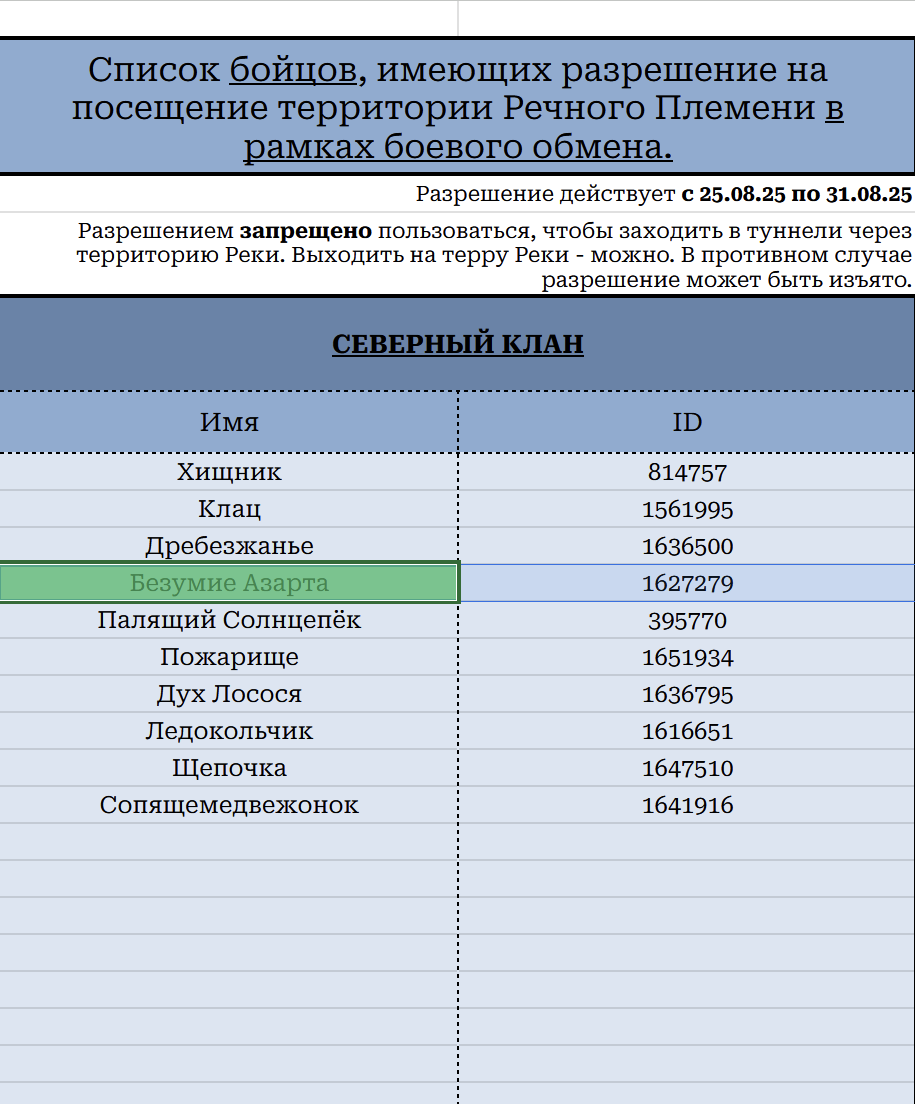 Список бойцов, имеющих разрешение на
посещение территории Речного Племени в
рамках боевого обмена.
Разрешение действует с 25.08.25 по 31.08.25
Разрешением запрещено пользоваться, чтобы заходить в туннели через
территорию Реки. Выходить на терру Реки - можно. В противном случае
разрешение может быть изъято.
СЕВЕРНЫЙ КЛАН
Имя ID
Хищник 814757
Клац 1561995
Дребезжанье 1636500
Безумие Азарта 1627279
Палящий Солнцепёк 395770
Пожарище 1651934
Дух Лосося 1636795
Ледокольчик 1616651
Щепочка 1647510
Сопящемедвежонок 1641916